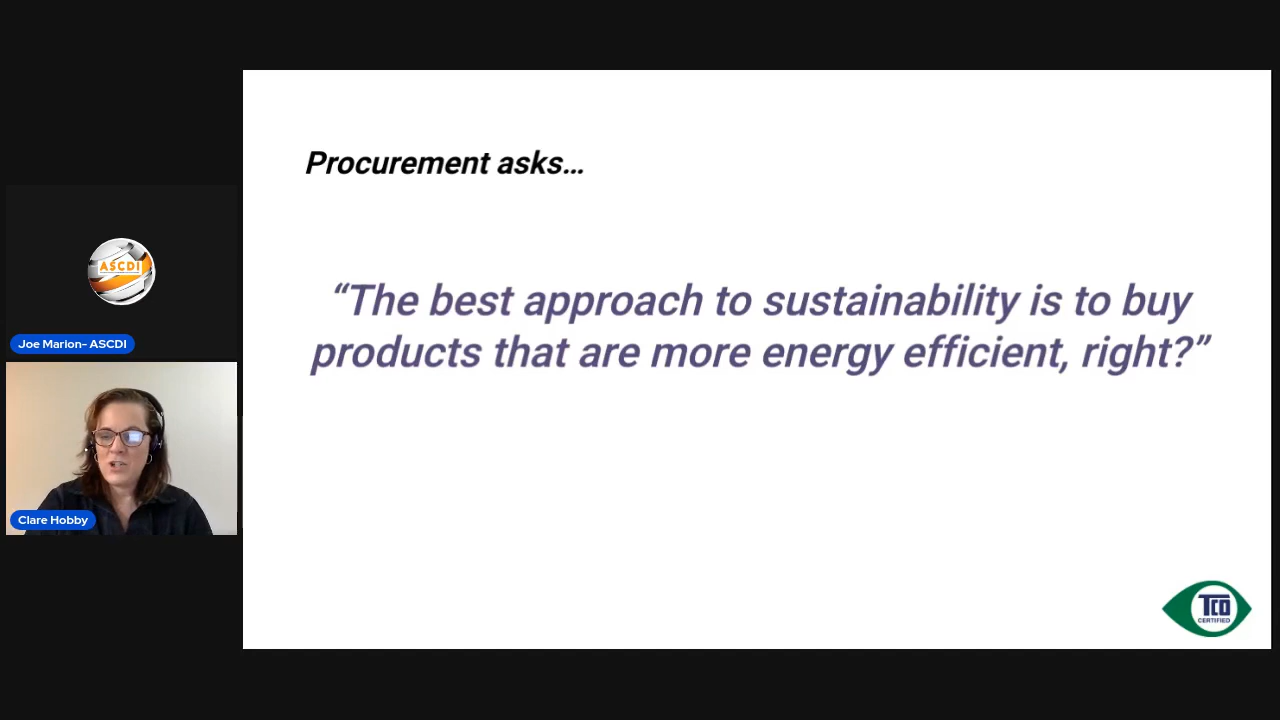 Procurement asks...
“The best approach to sustainability is to buy
products that are more energy efficient, right?”
ASCDI
Joe Marion- ASCDI
Clare Hobby
TCO
CERTIFIED